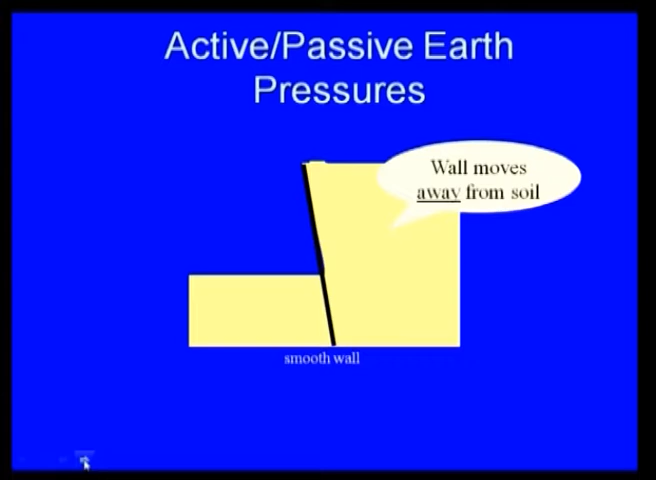 Active/Passive Earth
Pressures
Wall moves
away from soil
smooth wall